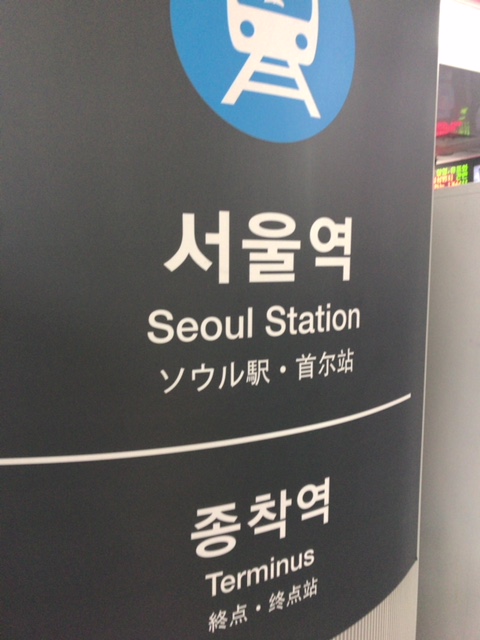 서울역
Seoul Station
ソウル駅・首尔站
종착역
Terminus
終点・终点站